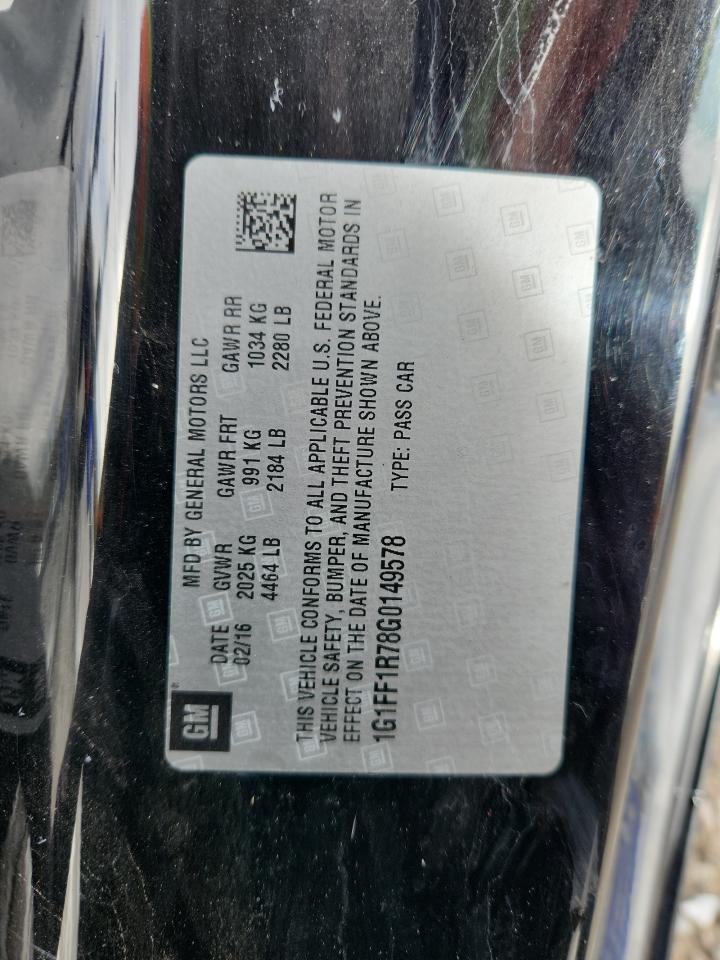 GM
MFD BY GENERAL MOTORS LLC
DATE GVWR GAWR FRT GAWR RR
02/16 2025 KG 991 KG 1034 KG
4464 LB 2184 LB 2280 LB
THIS VEHICLE CONFORMS TO ALL APPLICABLE U.S. FEDERAL MOTOR
VEHICLE SAFETY, BUMPER, AND THEFT PREVENTION STANDARDS IN
EFFECT ON THE DATE OF MANUFACTURE SHOWN ABOVE.
1G1FF1R78G0149578 TYPE: PASS CAR